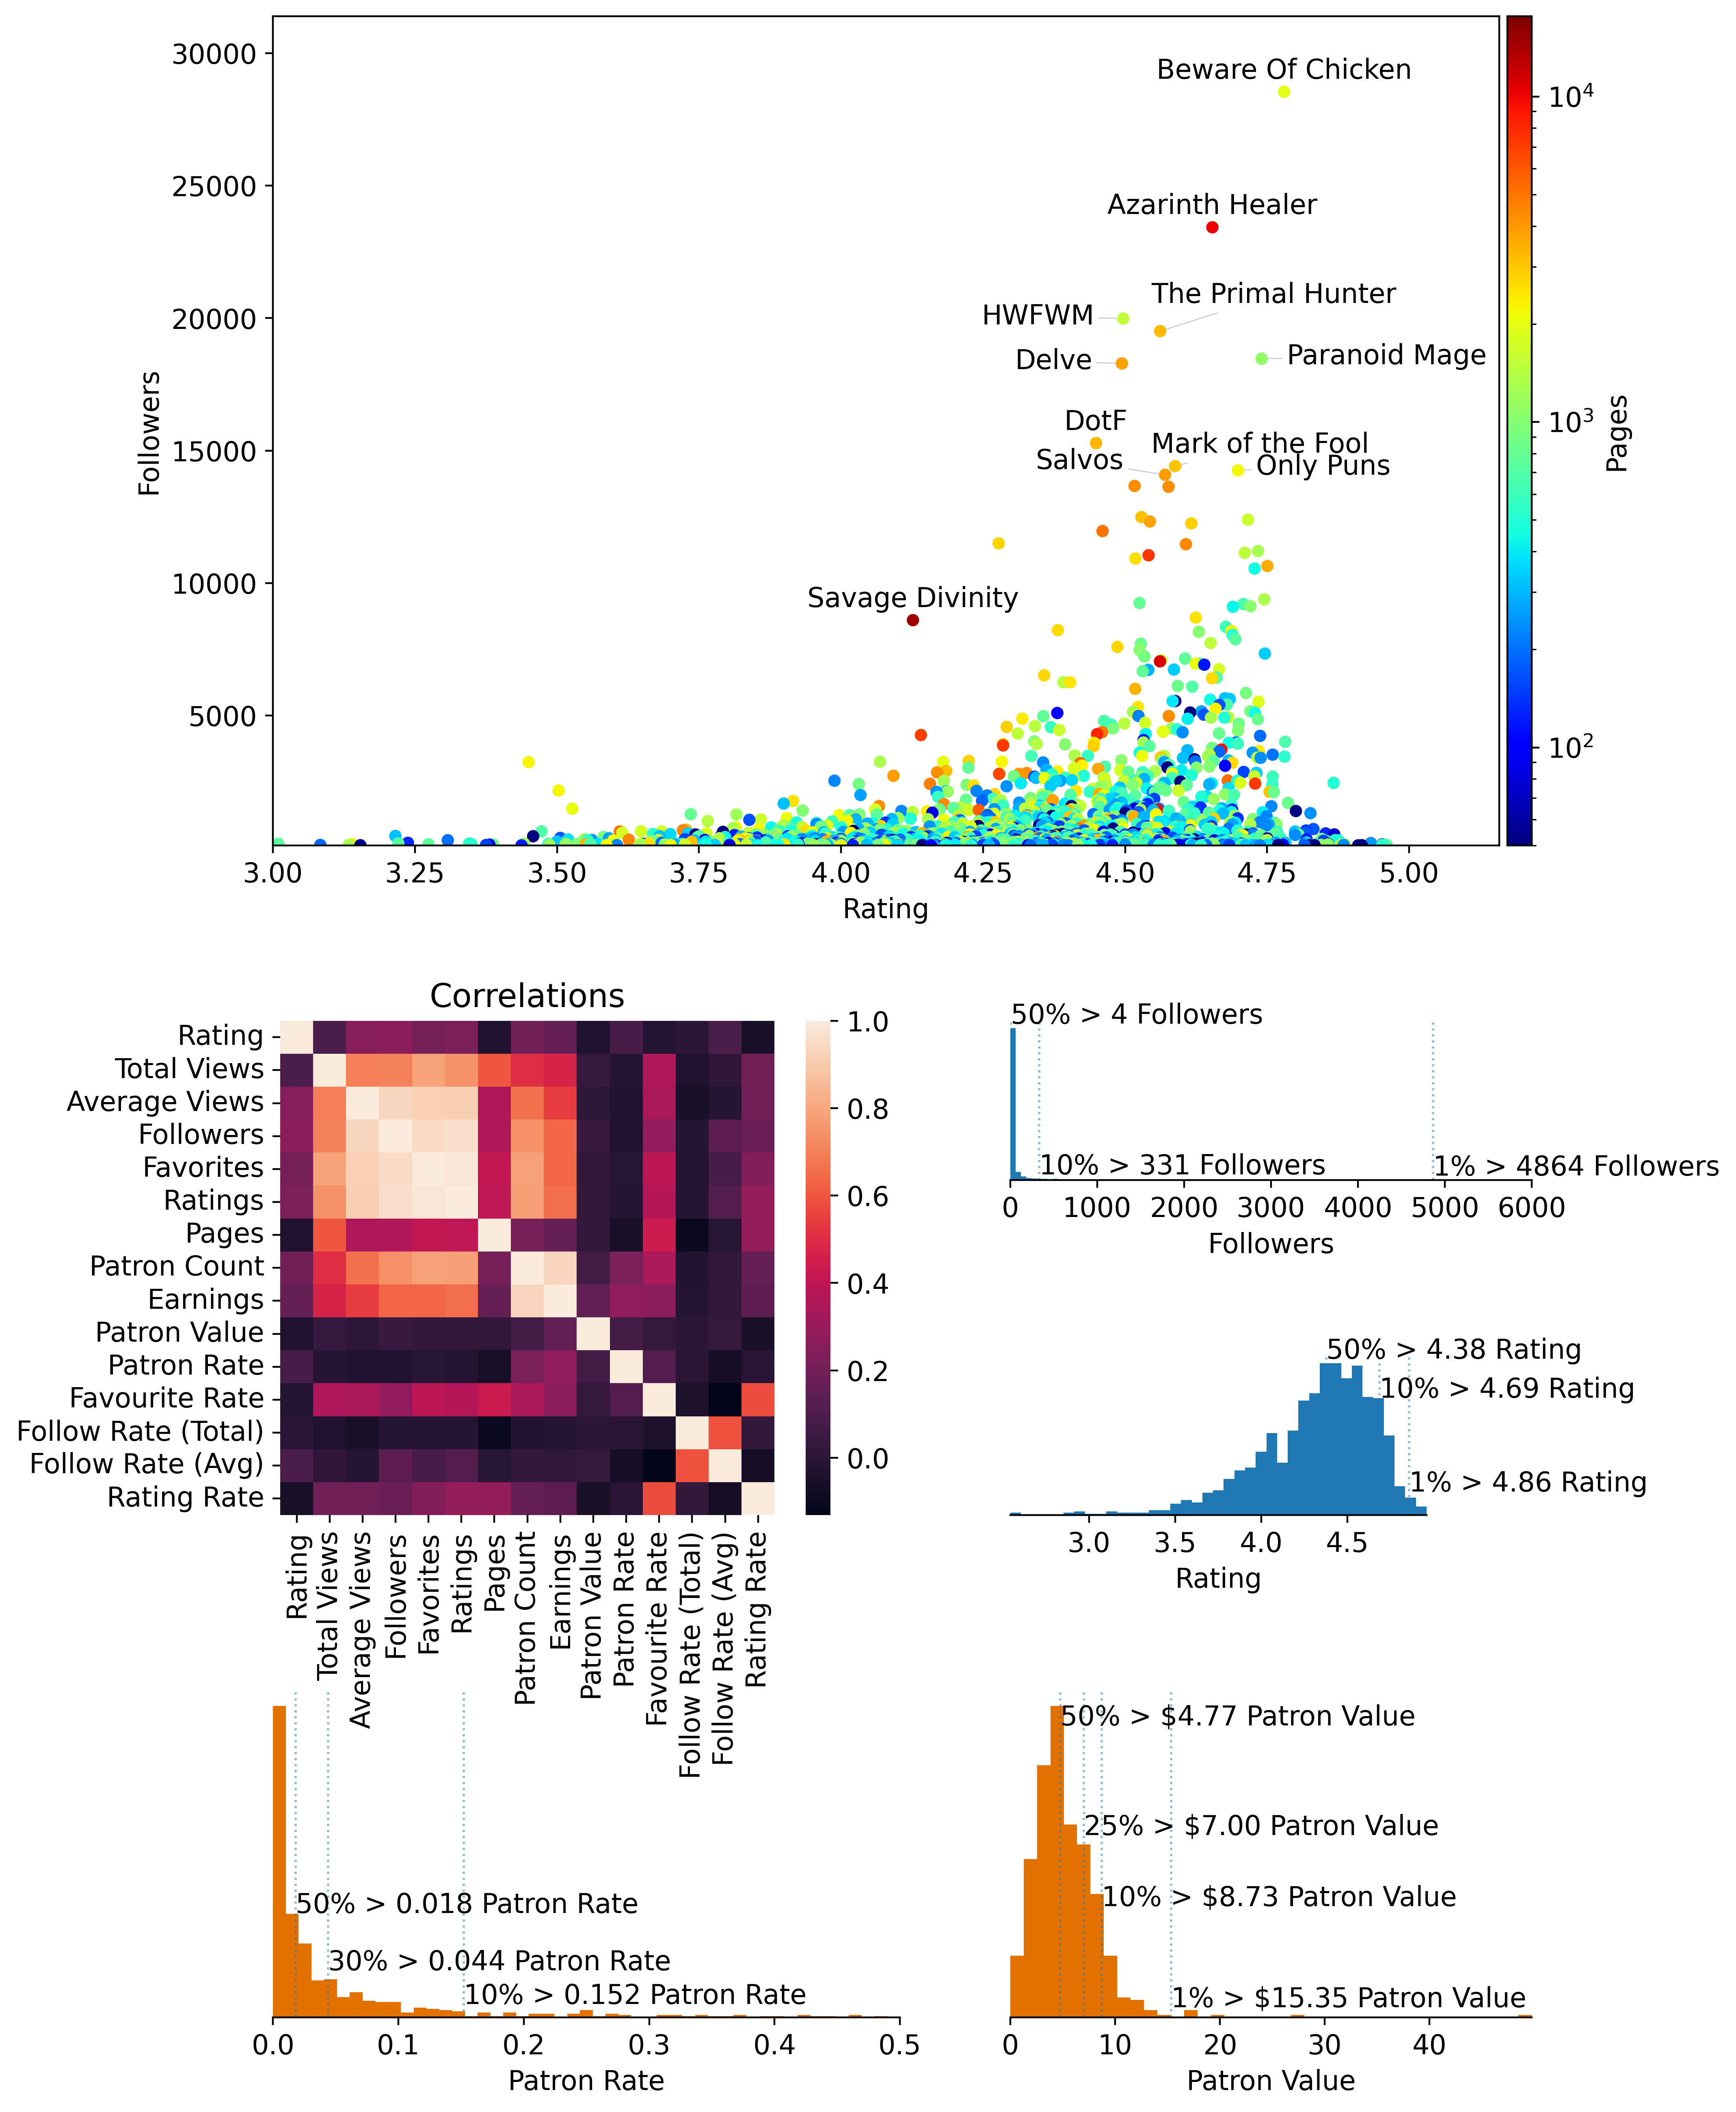 30000
25000
20000
15000
10000
5000
Followers
Beware Of Chicken
Azarinth Healer
The Primal Hunter
HWFWM
Delve
Paranoid Mage
DotF
Mark of the Fool
Salvos
Only Puns
Savage Divinity
3.00 3.25 3.50 3.75 4.00 4.25 4.50 4.75 5.00
Rating
10⁴
10³
10²
Pages
Correlations
Rating
Total Views
Average Views
Followers
Favorites
Ratings
Pages
Patron Count
Earnings
Patron Value
Patron Rate
Favourite Rate
Follow Rate (Total)
Follow Rate (Avg)
Rating Rate
Rating
Total Views
Average Views
Followers
Favorites
Ratings
Pages
Patron Count
Earnings
Patron Value
Patron Rate
Favourite Rate
Follow Rate (Total)
Follow Rate (Avg)
Rating Rate
1.0
0.8
0.6
0.4
0.2
0.0
50% > 4 Followers
10% > 331 Followers
1% > 4864 Followers
0 1000 2000 3000 4000 5000 6000
Followers
50% > 4.38 Rating
10% > 4.69 Rating
1% > 4.86 Rating
3.0 3.5 4.0 4.5
Rating
50% > 0.018 Patron Rate
30% > 0.044 Patron Rate
10% > 0.152 Patron Rate
0.0 0.1 0.2 0.3 0.4 0.5
Patron Rate
50% > $4.77 Patron Value
25% > $7.00 Patron Value
10% > $8.73 Patron Value
1% > $15.35 Patron Value
0 10 20 30 40
Patron Value